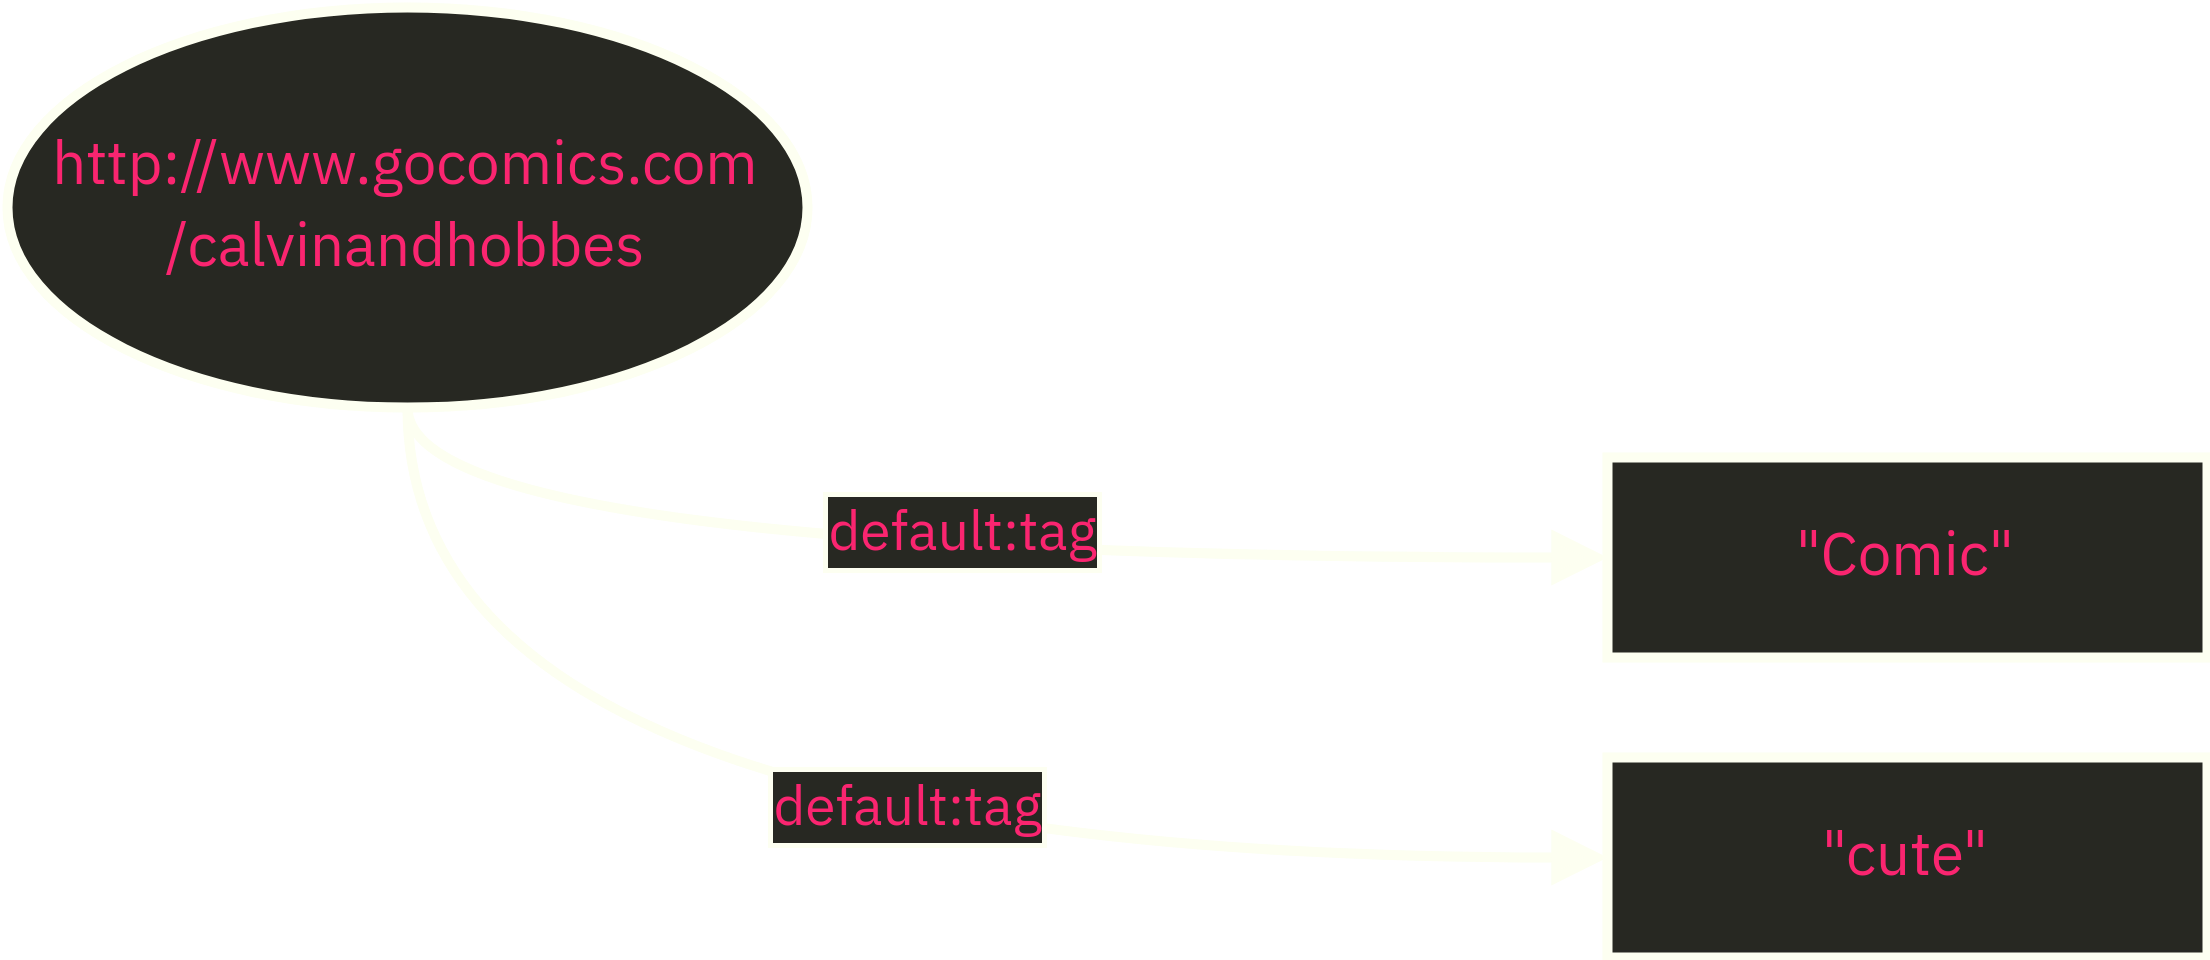 http://www.gocomics.com
/calvinandhobbes
default:tag
"Comic"
default:tag
"cute"